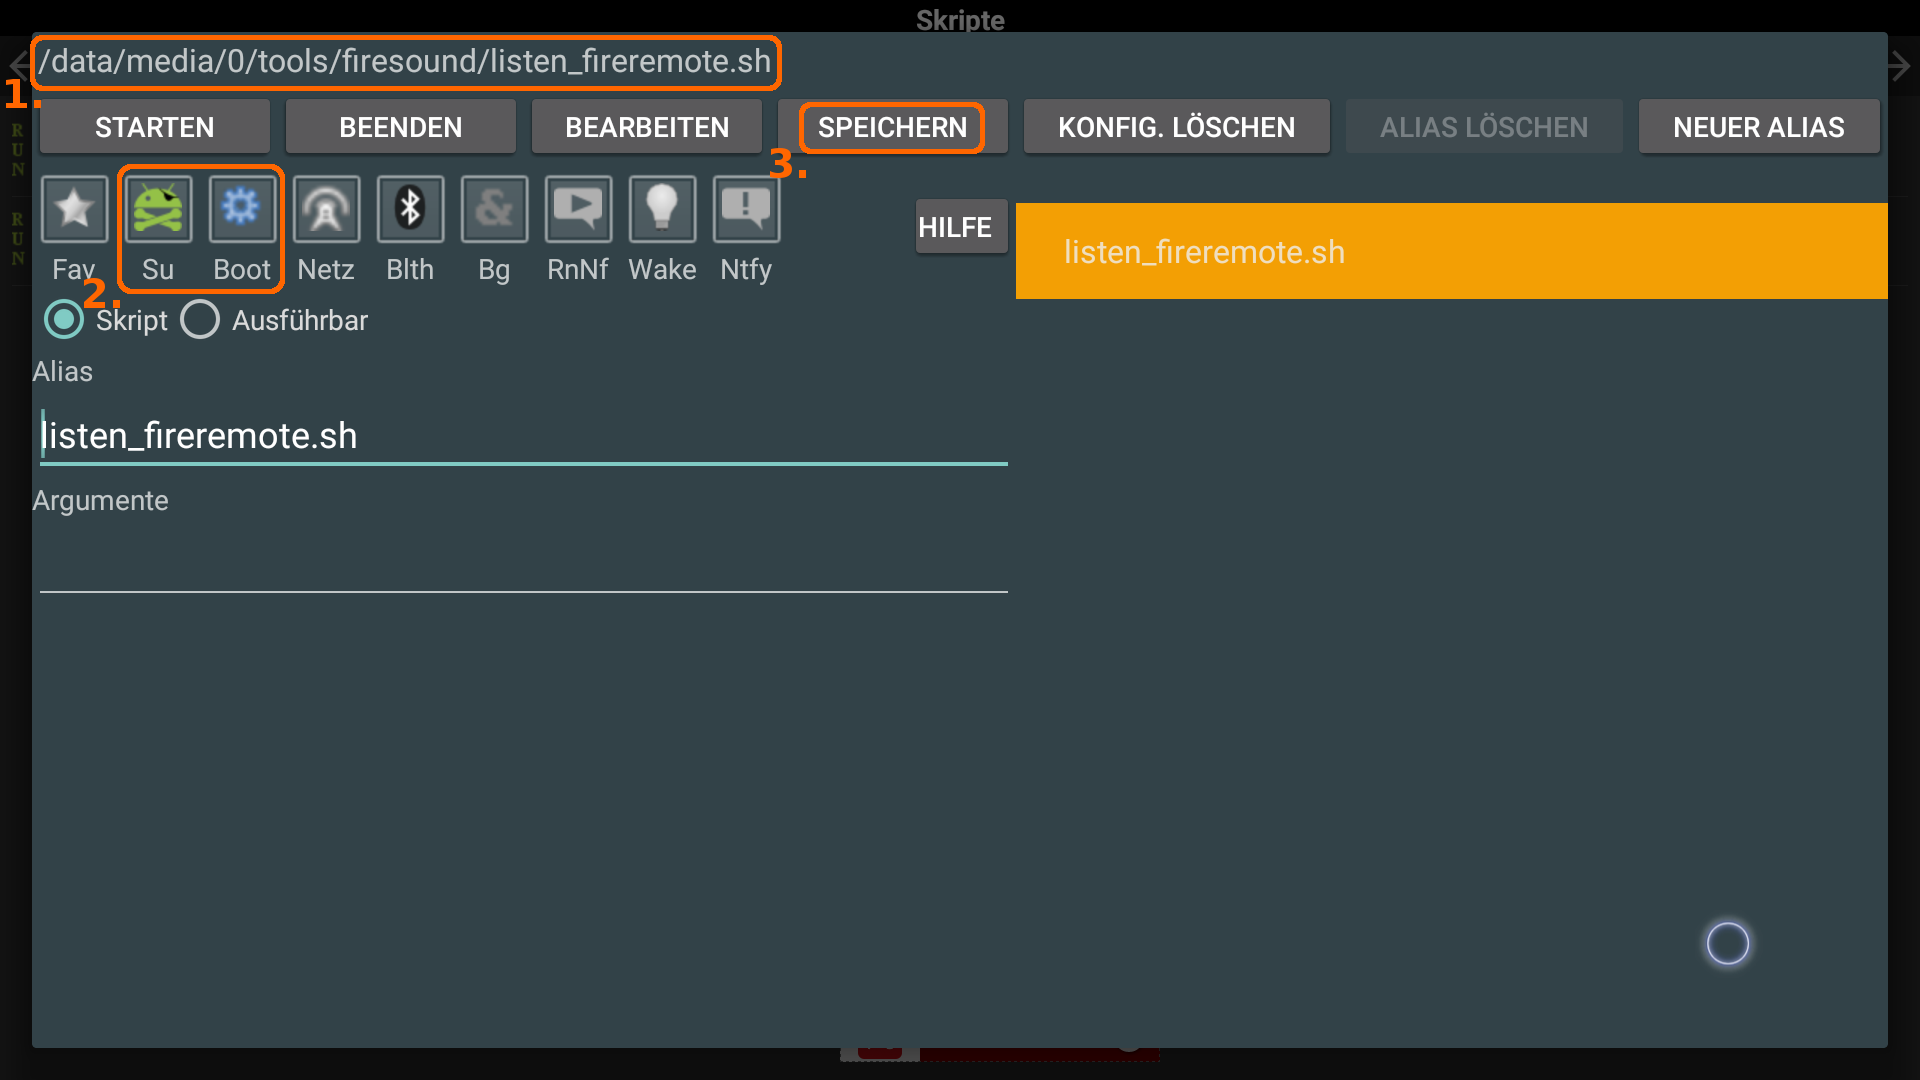 Skripte
/data/media/0/tools/firesound/listen_fireremote.sh
1.
STARTEN BEENDEN BEARBEITEN SPEICHERN KONFIG. LÖSCHEN ALIAS LÖSCHEN NEUER ALIAS
3.
RUN
RUN
HILFE
listen_fireremote.sh
Fav Su Boot Netz Blth Bg RnNf Wake Ntfy
2.
Skript Ausführbar
Alias
listen_fireremote.sh
Argumente